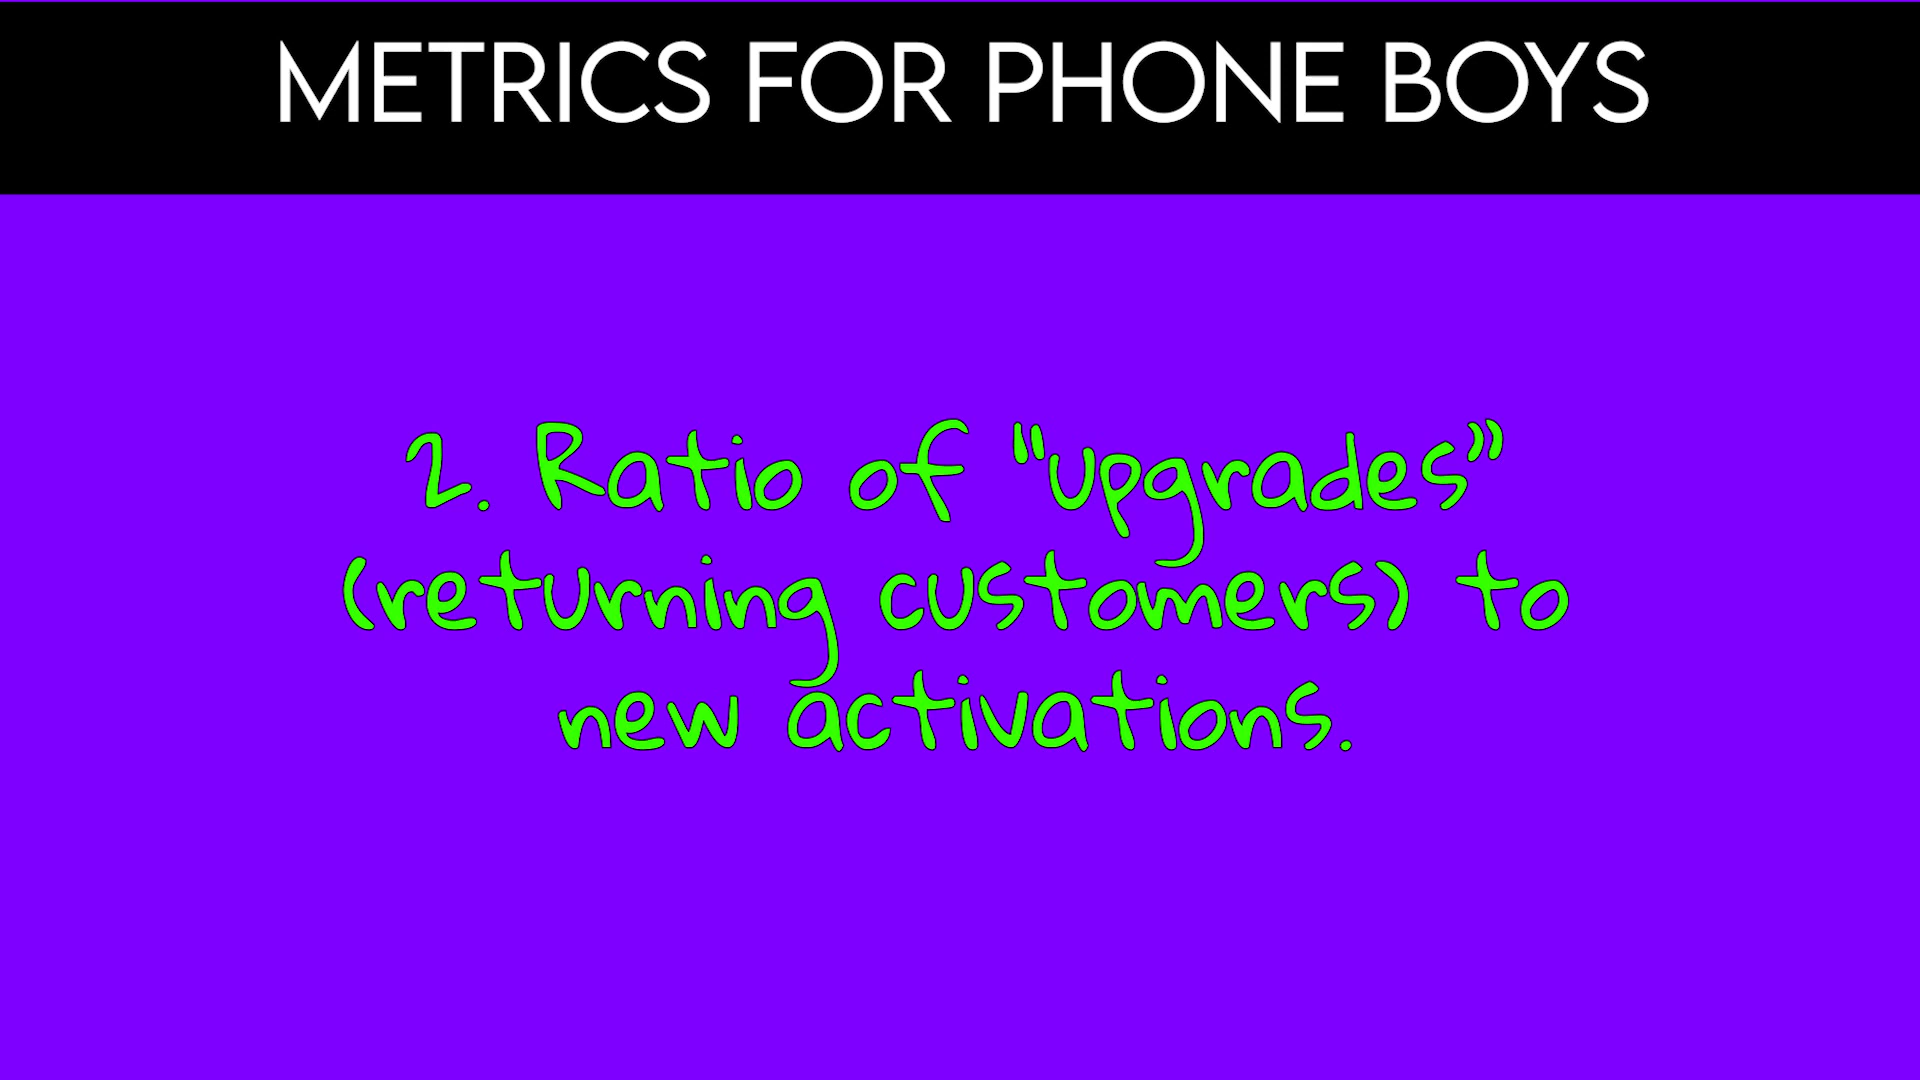 METRICS FOR PHONE BOYS
2. Ratio of "upgrades"
(returning customers) to
new activations.